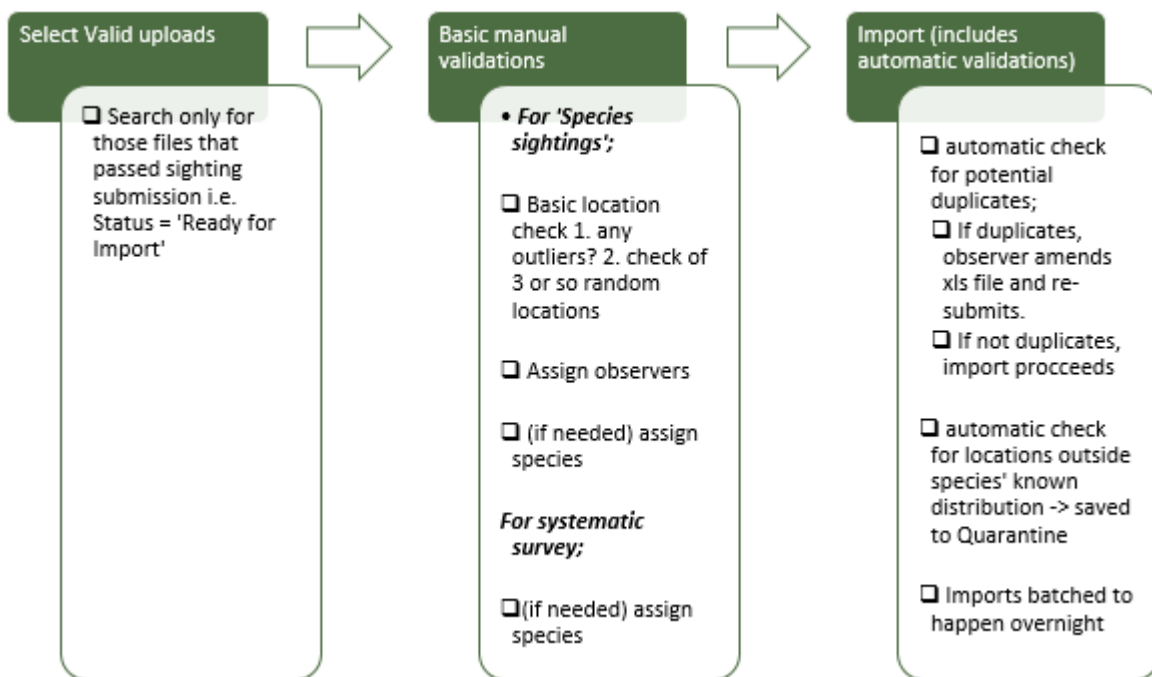 Select Valid uploads
❑ Search only for
those files that
passed sighting
submission i.e.
Status = 'Ready for
Import'
Basic manual
validations
• For 'Species
sightings';
❑ Basic location
check 1. any
outliers? 2. check of
3 or so random
locations
❑ Assign observers
❑ (if needed) assign
species
For systematic
survey;
❑(if needed) assign
species
Import (includes
automatic validations)
❑ automatic check
for potential
duplicates;
❑ If duplicates,
observer amends
xls file and re-
submits.
❑ If not duplicates,
import procceeds
❑ automatic check
for locations outside
species' known
distribution -> saved
to Quarantine
❑ Imports batched to
happen overnight